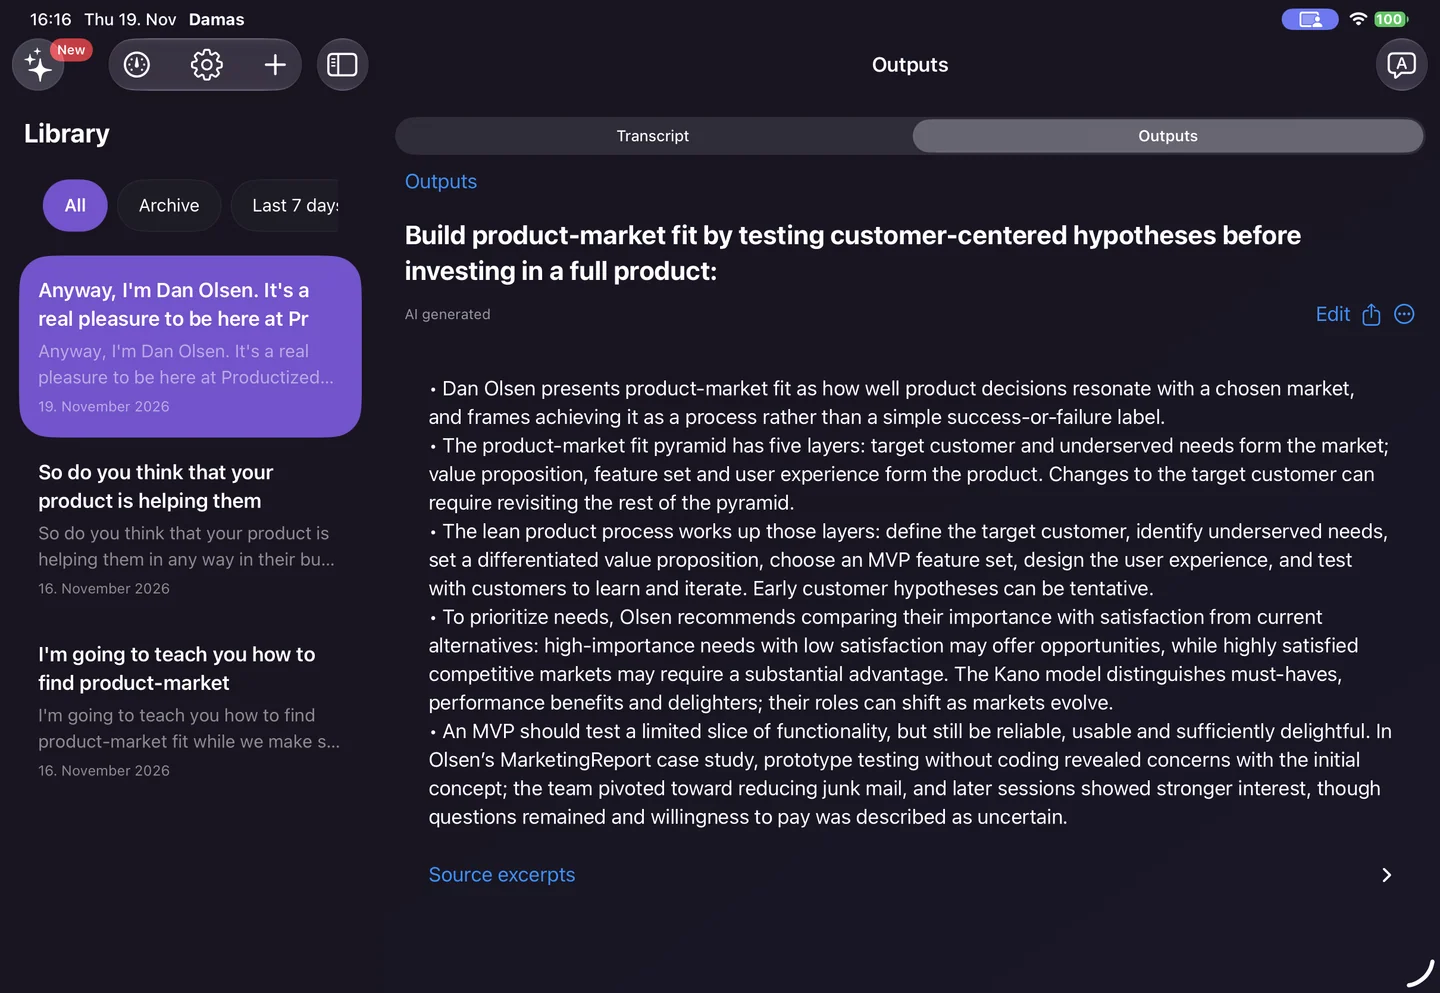 16:16 Thu 19. Nov Damas
100
New
A
Outputs
Library
Transcript
Outputs
All
Archive
Last 7 days
Outputs
Build product-market fit by testing customer-centered hypotheses before
investing in a full product:
AI generated
Edit
Anyway, I'm Dan Olsen. It's a
real pleasure to be here at Pr
Anyway, I'm Dan Olsen. It's a real
pleasure to be here at Productized...
19. November 2026
So do you think that your
product is helping them
So do you think that your product is
helping them in any way in their bu...
16. November 2026
I'm going to teach you how to
find product-market
I'm going to teach you how to find
product-market fit while we make s...
16. November 2026
• Dan Olsen presents product-market fit as how well product decisions resonate with a chosen market,
and frames achieving it as a process rather than a simple success-or-failure label.
• The product-market fit pyramid has five layers: target customer and underserved needs form the market;
value proposition, feature set and user experience form the product. Changes to the target customer can
require revisiting the rest of the pyramid.
• The lean product process works up those layers: define the target customer, identify underserved needs,
set a differentiated value proposition, choose an MVP feature set, design the user experience, and test
with customers to learn and iterate. Early customer hypotheses can be tentative.
• To prioritize needs, Olsen recommends comparing their importance with satisfaction from current
alternatives: high-importance needs with low satisfaction may offer opportunities, while highly satisfied
competitive markets may require a substantial advantage. The Kano model distinguishes must-haves,
performance benefits and delighters; their roles can shift as markets evolve.
• An MVP should test a limited slice of functionality, but still be reliable, usable and sufficiently delightful. In
Olsen’s MarketingReport case study, prototype testing without coding revealed concerns with the initial
concept; the team pivoted toward reducing junk mail, and later sessions showed stronger interest, though
questions remained and willingness to pay was described as uncertain.
Source excerpts